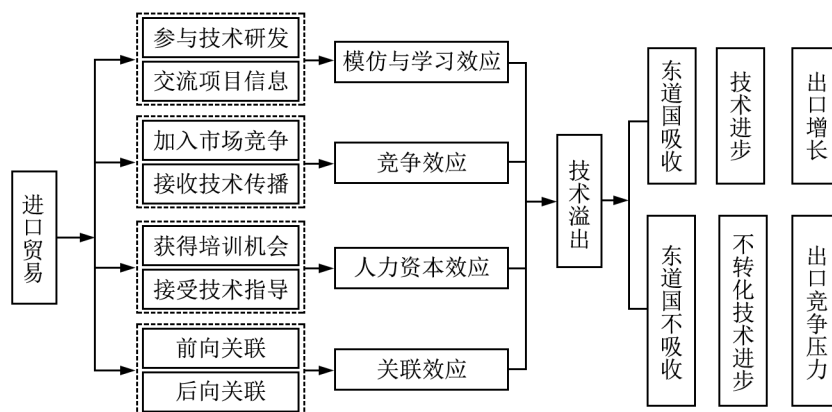 进口贸易
参与技术研发
交流项目信息
加入市场竞争
接收技术传播
获得培训机会
接受技术指导
前向关联
后向关联
模仿与学习效应
竞争效应
人力资本效应
关联效应
技术溢出
东道国吸收
技术进步
出口增长
东道国不吸收
不转化技术进步
出口竞争压力